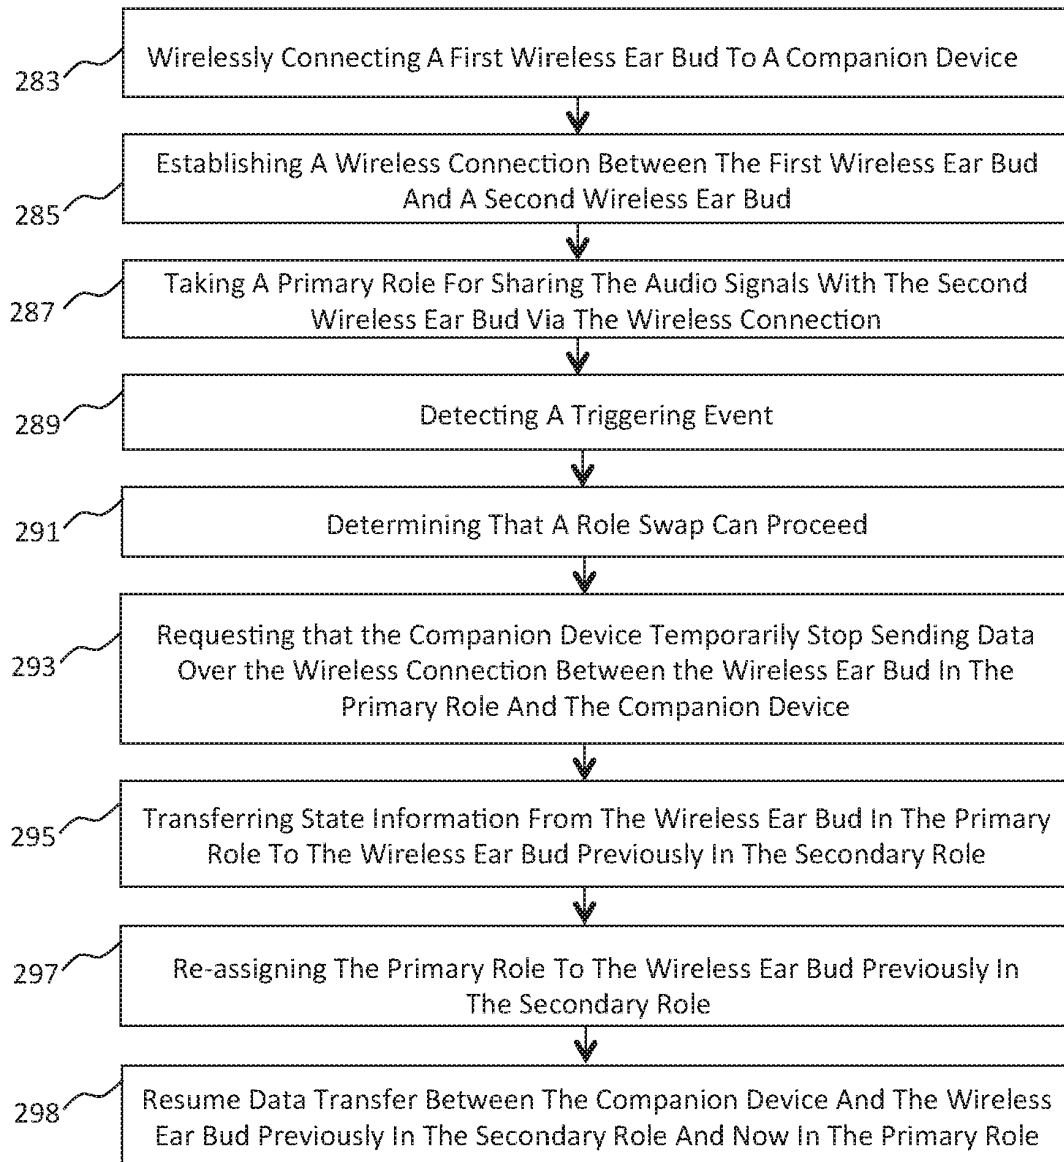 283
Wirelessly Connecting A First Wireless Ear Bud To A Companion Device
285
Establishing A Wireless Connection Between The First Wireless Ear Bud
And A Second Wireless Ear Bud
287
Taking A Primary Role For Sharing The Audio Signals With The Second
Wireless Ear Bud Via The Wireless Connection
289
Detecting A Triggering Event
291
Determining That A Role Swap Can Proceed
293
Requesting that the Companion Device Temporarily Stop Sending Data
Over the Wireless Connection Between the Wireless Ear Bud In The
Primary Role And The Companion Device
295
Transferring State Information From The Wireless Ear Bud In The Primary
Role To The Wireless Ear Bud Previously In The Secondary Role
297
Re-assigning The Primary Role To The Wireless Ear Bud Previously In
The Secondary Role
298
Resume Data Transfer Between The Companion Device And The Wireless
Ear Bud Previously In The Secondary Role And Now In The Primary Role